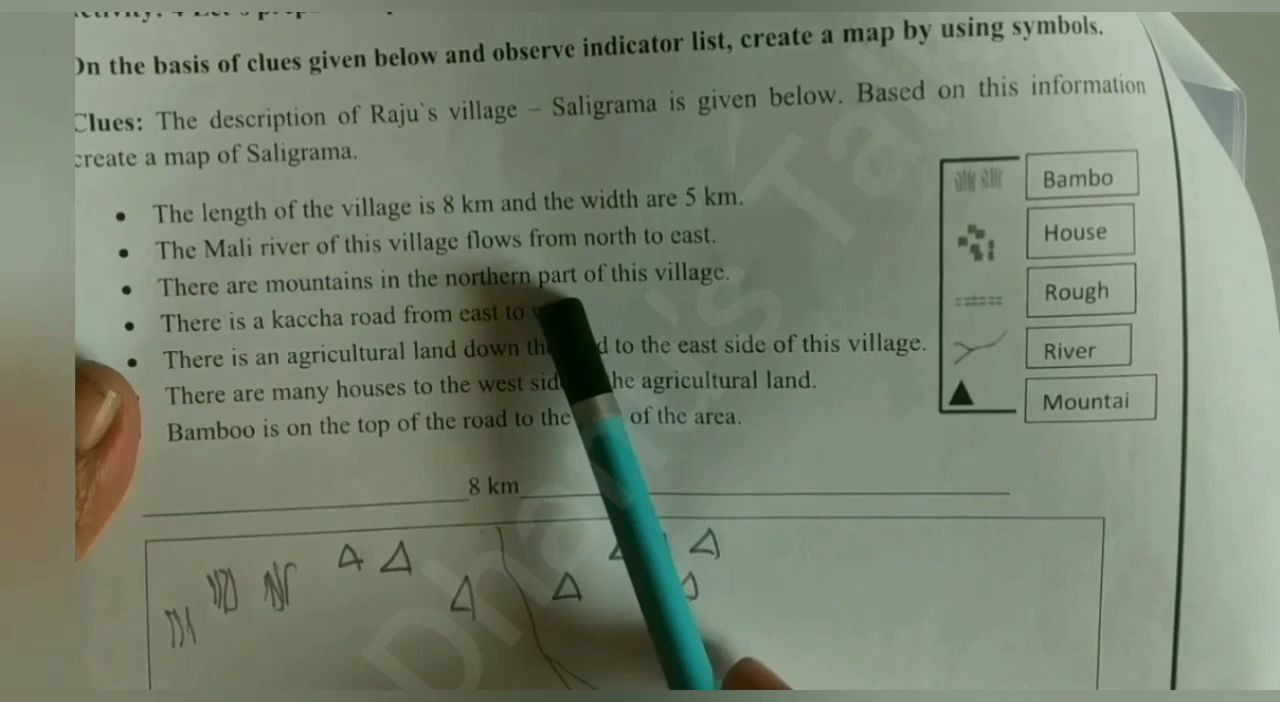 On the basis of clues given below and observe indicator list, create a map by using symbols.
Clues: The description of Raju`s village – Saligrama is given below. Based on this information
create a map of Saligrama.
• The length of the village is 8 km and the width are 5 km.
• The Mali river of this village flows from north to east.
• There are mountains in the northern part of this village.
• There is a kaccha road from east to
• There is an agricultural land down to the east side of this village.
There are many houses to the west the agricultural land.
Bamboo is on the top of the road to the of the area.
Bambo
House
Rough
River
Mountai
8 km
Dharani's